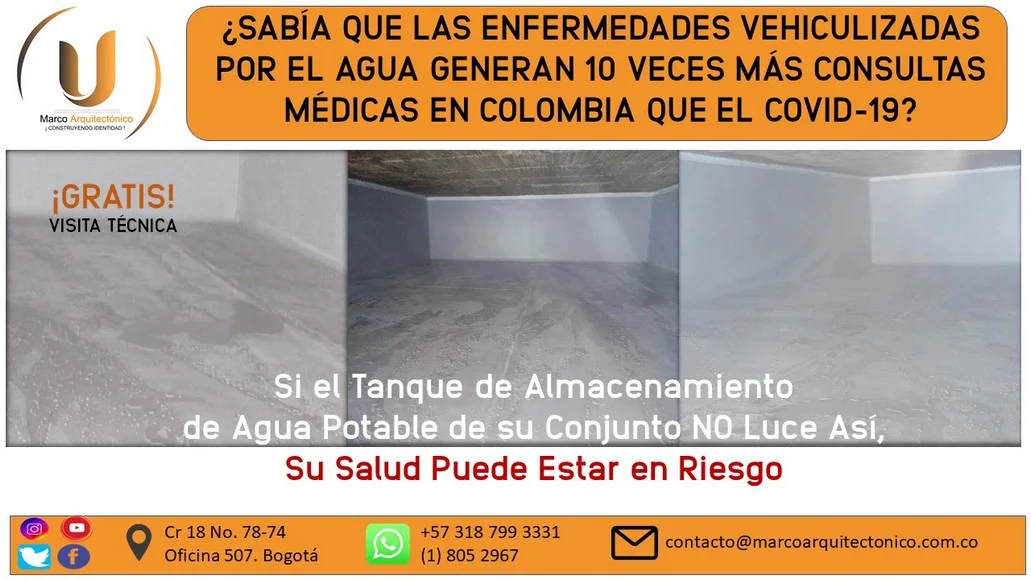 Marco Arquitectónico
¡ CONSTRUYENDO IDENTIDAD !
¿SABÍA QUE LAS ENFERMEDADES VEHICULIZADAS
POR EL AGUA GENERAN 10 VECES MÁS CONSULTAS
MÉDICAS EN COLOMBIA QUE EL COVID-19?
¡GRATIS!
VISITA TÉCNICA
Si el Tanque de Almacenamiento
de Agua Potable de su Conjunto NO Luce Así,
Su Salud Puede Estar en Riesgo
Cr 18 No. 78-74
Oficina 507. Bogotá
+57 318 799 3331
(1) 805 2967
contacto@marcoarquitectonico.com.co